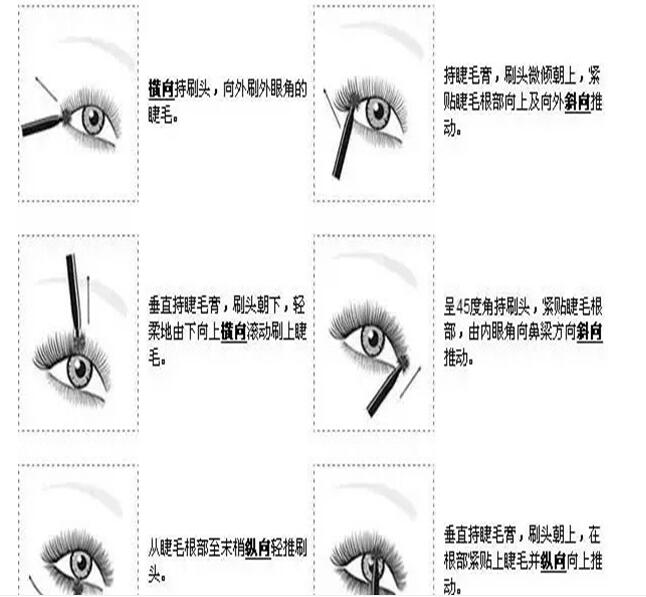 横向持刷头，向外刷外眼角的
睫毛。
持睫毛膏，刷头微倾朝上，紧
贴睫毛根部向上及向外斜向推
动。
垂直持睫毛膏，刷头朝下，轻
柔地由下向上横向滚动刷上睫
毛。
呈45度角持刷头，紧贴睫毛根
部，由内眼角向鼻梁方向斜向
推动。
从睫毛根部至末梢纵向轻推刷
头。
垂直持睫毛膏，刷头朝上，在
根部紧贴上睫毛并纵向向上推
动。